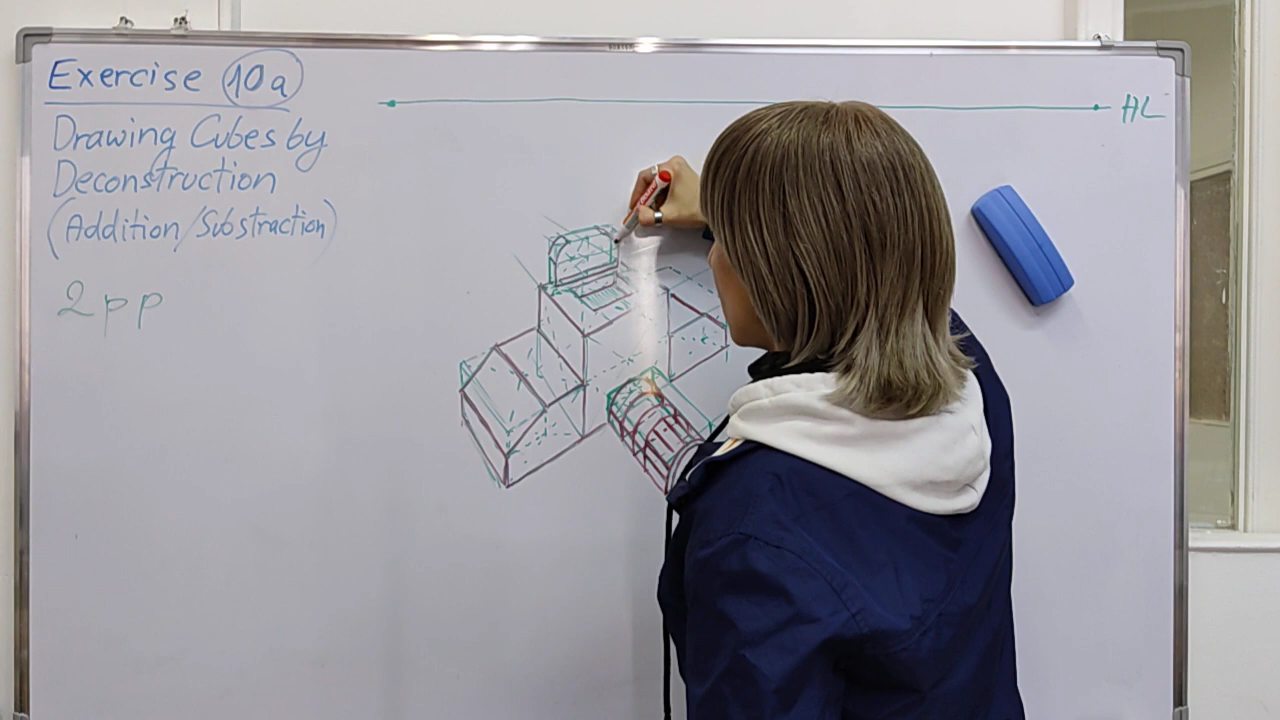 Exercise 10a
HL
Drawing Cubes by
Deconstruction
(Addition/Substraction)
2pp